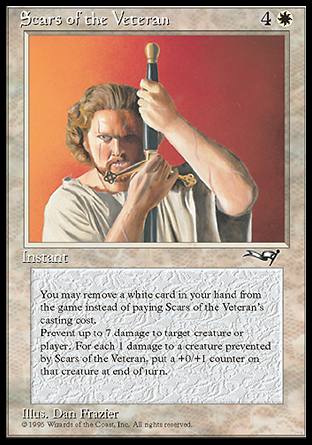 Scars of the Veteran 4
Instant
You may remove a white card in your hand from
the game instead of paying Scars of the Veteran's
casting cost.
Prevent up to 7 damage to target creature or
player. For each 1 damage to a creature prevented
by Scars of the Veteran, put a +0/+1 counter on
that creature at end of turn.
Illus. Dan Frazier
© 1996 Wizards of the Coast, Inc. All rights reserved.